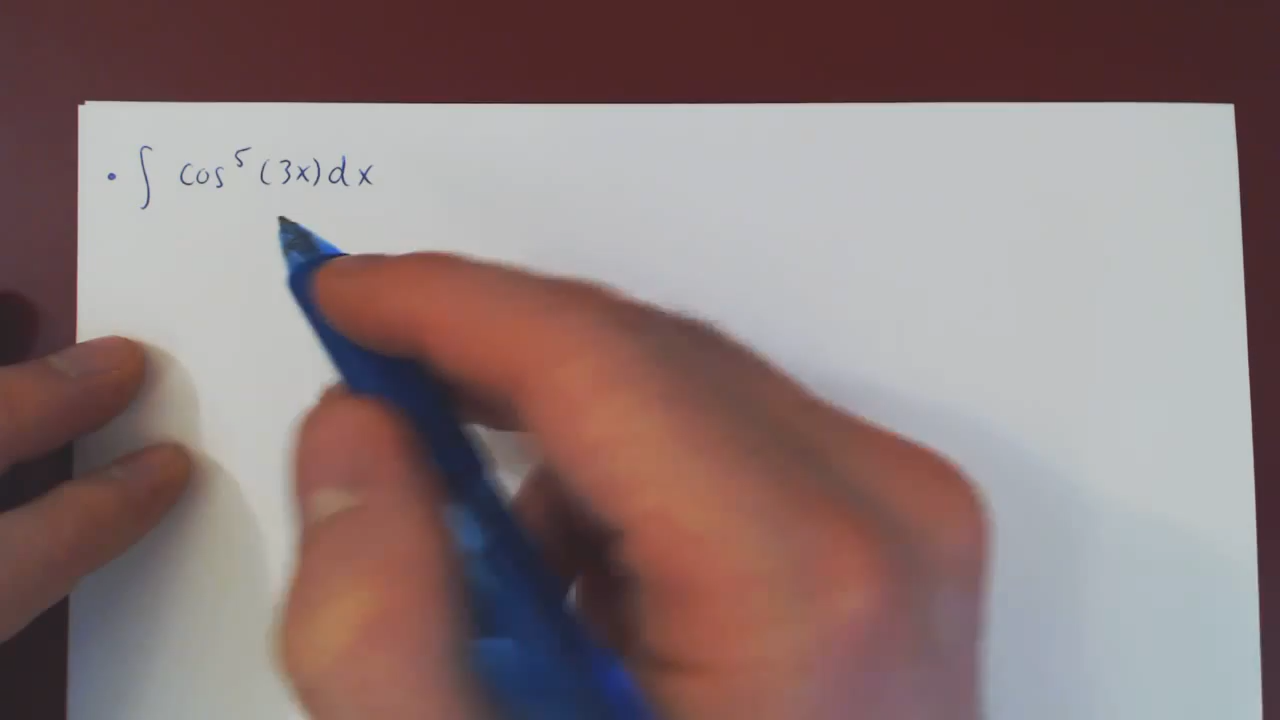 • ∫ cos⁵ (3x) dx